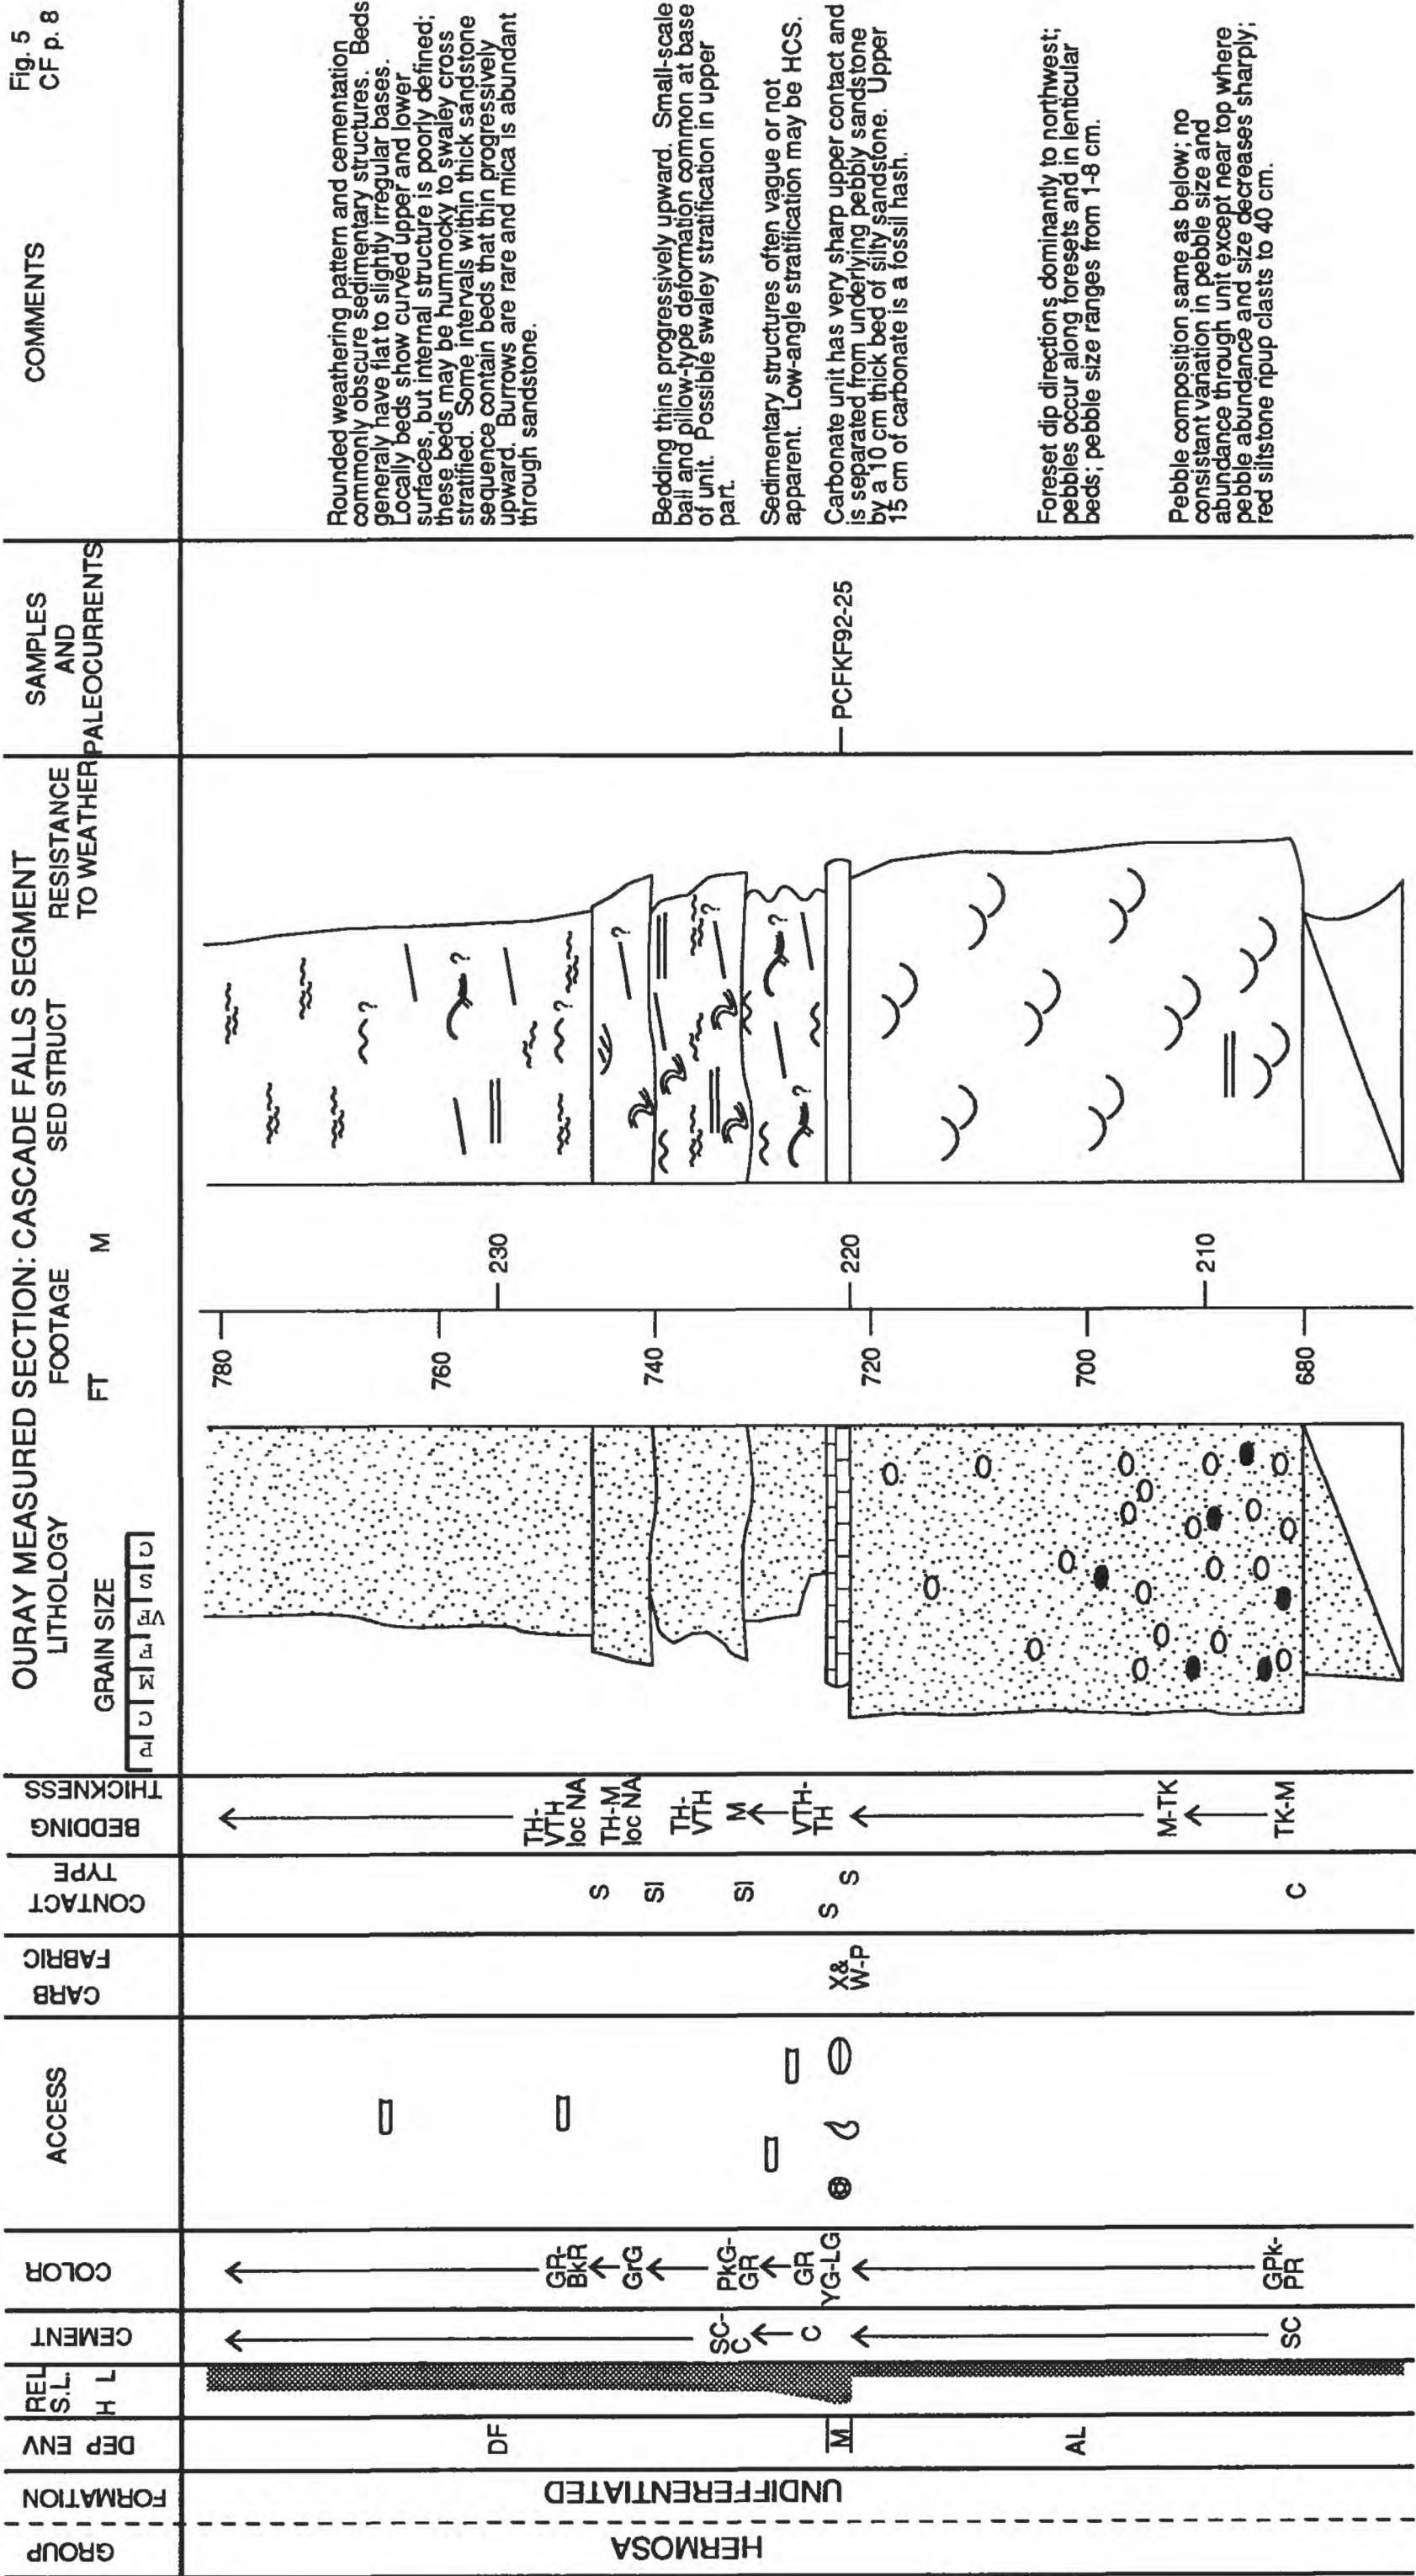 Fig. 5
CF p. 8
OURAY MEASURED SECTION: CASCADE FALLS SEGMENT
GROUP
FORMATION
DEP ENV
REL
S.L.
H L
CEMENT
COLOR
ACCESS
CARB
FABRIC
CONTACT
TYPE
BEDDING
THICKNESS
LITHOLOGY
GRAIN SIZE
P C M F VF S C
FOOTAGE
FT M
SED STRUCT
RESISTANCE
TO WEATHER
SAMPLES
AND
PALEOCURRENTS
COMMENTS
HERMOSA
UNDIFFERENTIATED
DF
M
AL
SC-
C
C
SC
GR-
BkR
GrG
PkG-
GR
GR
YG-LG
GPk-
PR
X&
W-P
S
SI
SI
S
S
C
TH-
VTH
loc NA
TH-M
loc NA
TH-
VTH
M
VTH-
TH
M-TK
TK-M
780
760
740
720
700
680
230
220
210
?
?
?
?
?
?
?
PCFKF92-25
Rounded weathering pattern and cementation
commonly obscure sedimentary structures. Beds
generaly have flat to slightly irregular bases.
Locally beds show curved upper and lower
surfaces, but internal structure is poorly defined;
these beds may be hummocky to swaley cross
stratified. Some intervals within thick sandstone
sequence contain beds that thin progressively
upward. Burrows are rare and mica is abundant
through sandstone.
Bedding thins progressively upward. Small-scale
ball and pillow-type deformation common at base
of unit. Possible swaley stratification in upper
part.
Sedimentary structures often vague or not
apparent. Low-angle stratification may be HCS.
Carbonate unit has very sharp upper contact and
is separated from underlying pebbly sandstone
by a 10 cm thick bed of silty sandstone. Upper
15 cm of carbonate is a fossil hash.
Foreset dip directions dominantly to northwest;
pebbles occur along foresets and in lenticular
beds; pebble size ranges from 1-8 cm.
Pebble composition same as below; no
consistant variation in pebble size and
abundance through unit except near top where
pebble abundance and size decreases sharply;
red siltstone ripup clasts to 40 cm.